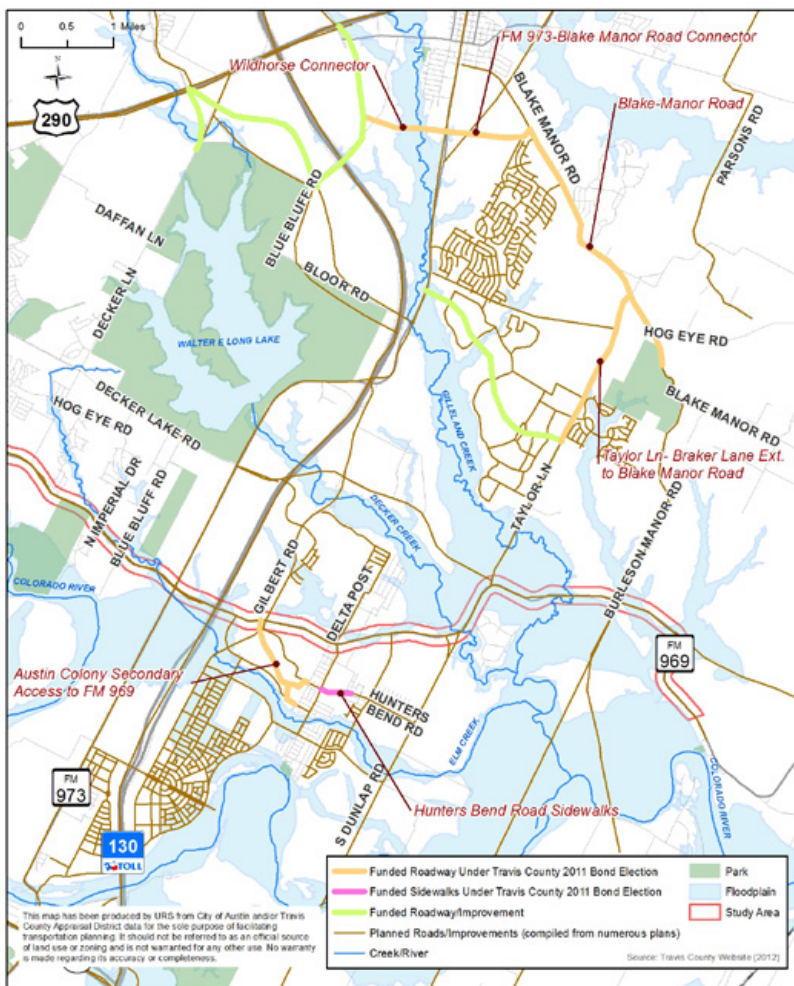 0 0.5 1 Miles
N
FM 973-Blake Manor Road Connector
Wildhorse Connector
290
BLAKE MANOR RD
Blake-Manor Road
PARSONS RD
BLUE BLUFF RD
DAFFAN LN
BLOOR RD
DECKER LN
WALTER E LONG LAKE
HOG EYE RD
GILLELAND CREEK
DECKER LAKE RD
HOG EYE RD
BLAKE MANOR RD
Taylor Ln- Braker Lane Ext.
to Blake Manor Road
N IMPERIAL DR
BLUE BLUFF RD
TAYLOR LN
DECKER CREEK
BURLESON-MANOR RD
COLORADO RIVER
GILBERT RD
DELTA POST
FM
969
Austin Colony Secondary
Access to FM 969
HUNTERS
BEND RD
ELM CREEK
COLORADO RIVER
FM
973
S DUNLAP RD
Hunters Bend Road Sidewalks
130
TOLL
Funded Roadway Under Travis County 2011 Bond Election
Funded Sidewalks Under Travis County 2011 Bond Election
Funded Roadway/Improvement
Planned Roads/Improvements (compiled from numerous plans)
Creek/River
Park
Floodplain
Study Area
Source: Travis County Website (2012)
This map has been produced by URS from City of Austin and/or Travis
County Appraisal District data for the sole purpose of facilitating
transportation planning. It should not be referred to as an official source
of land use or zoning and is not warranted for any other use. No warranty
is made regarding its accuracy or completeness.